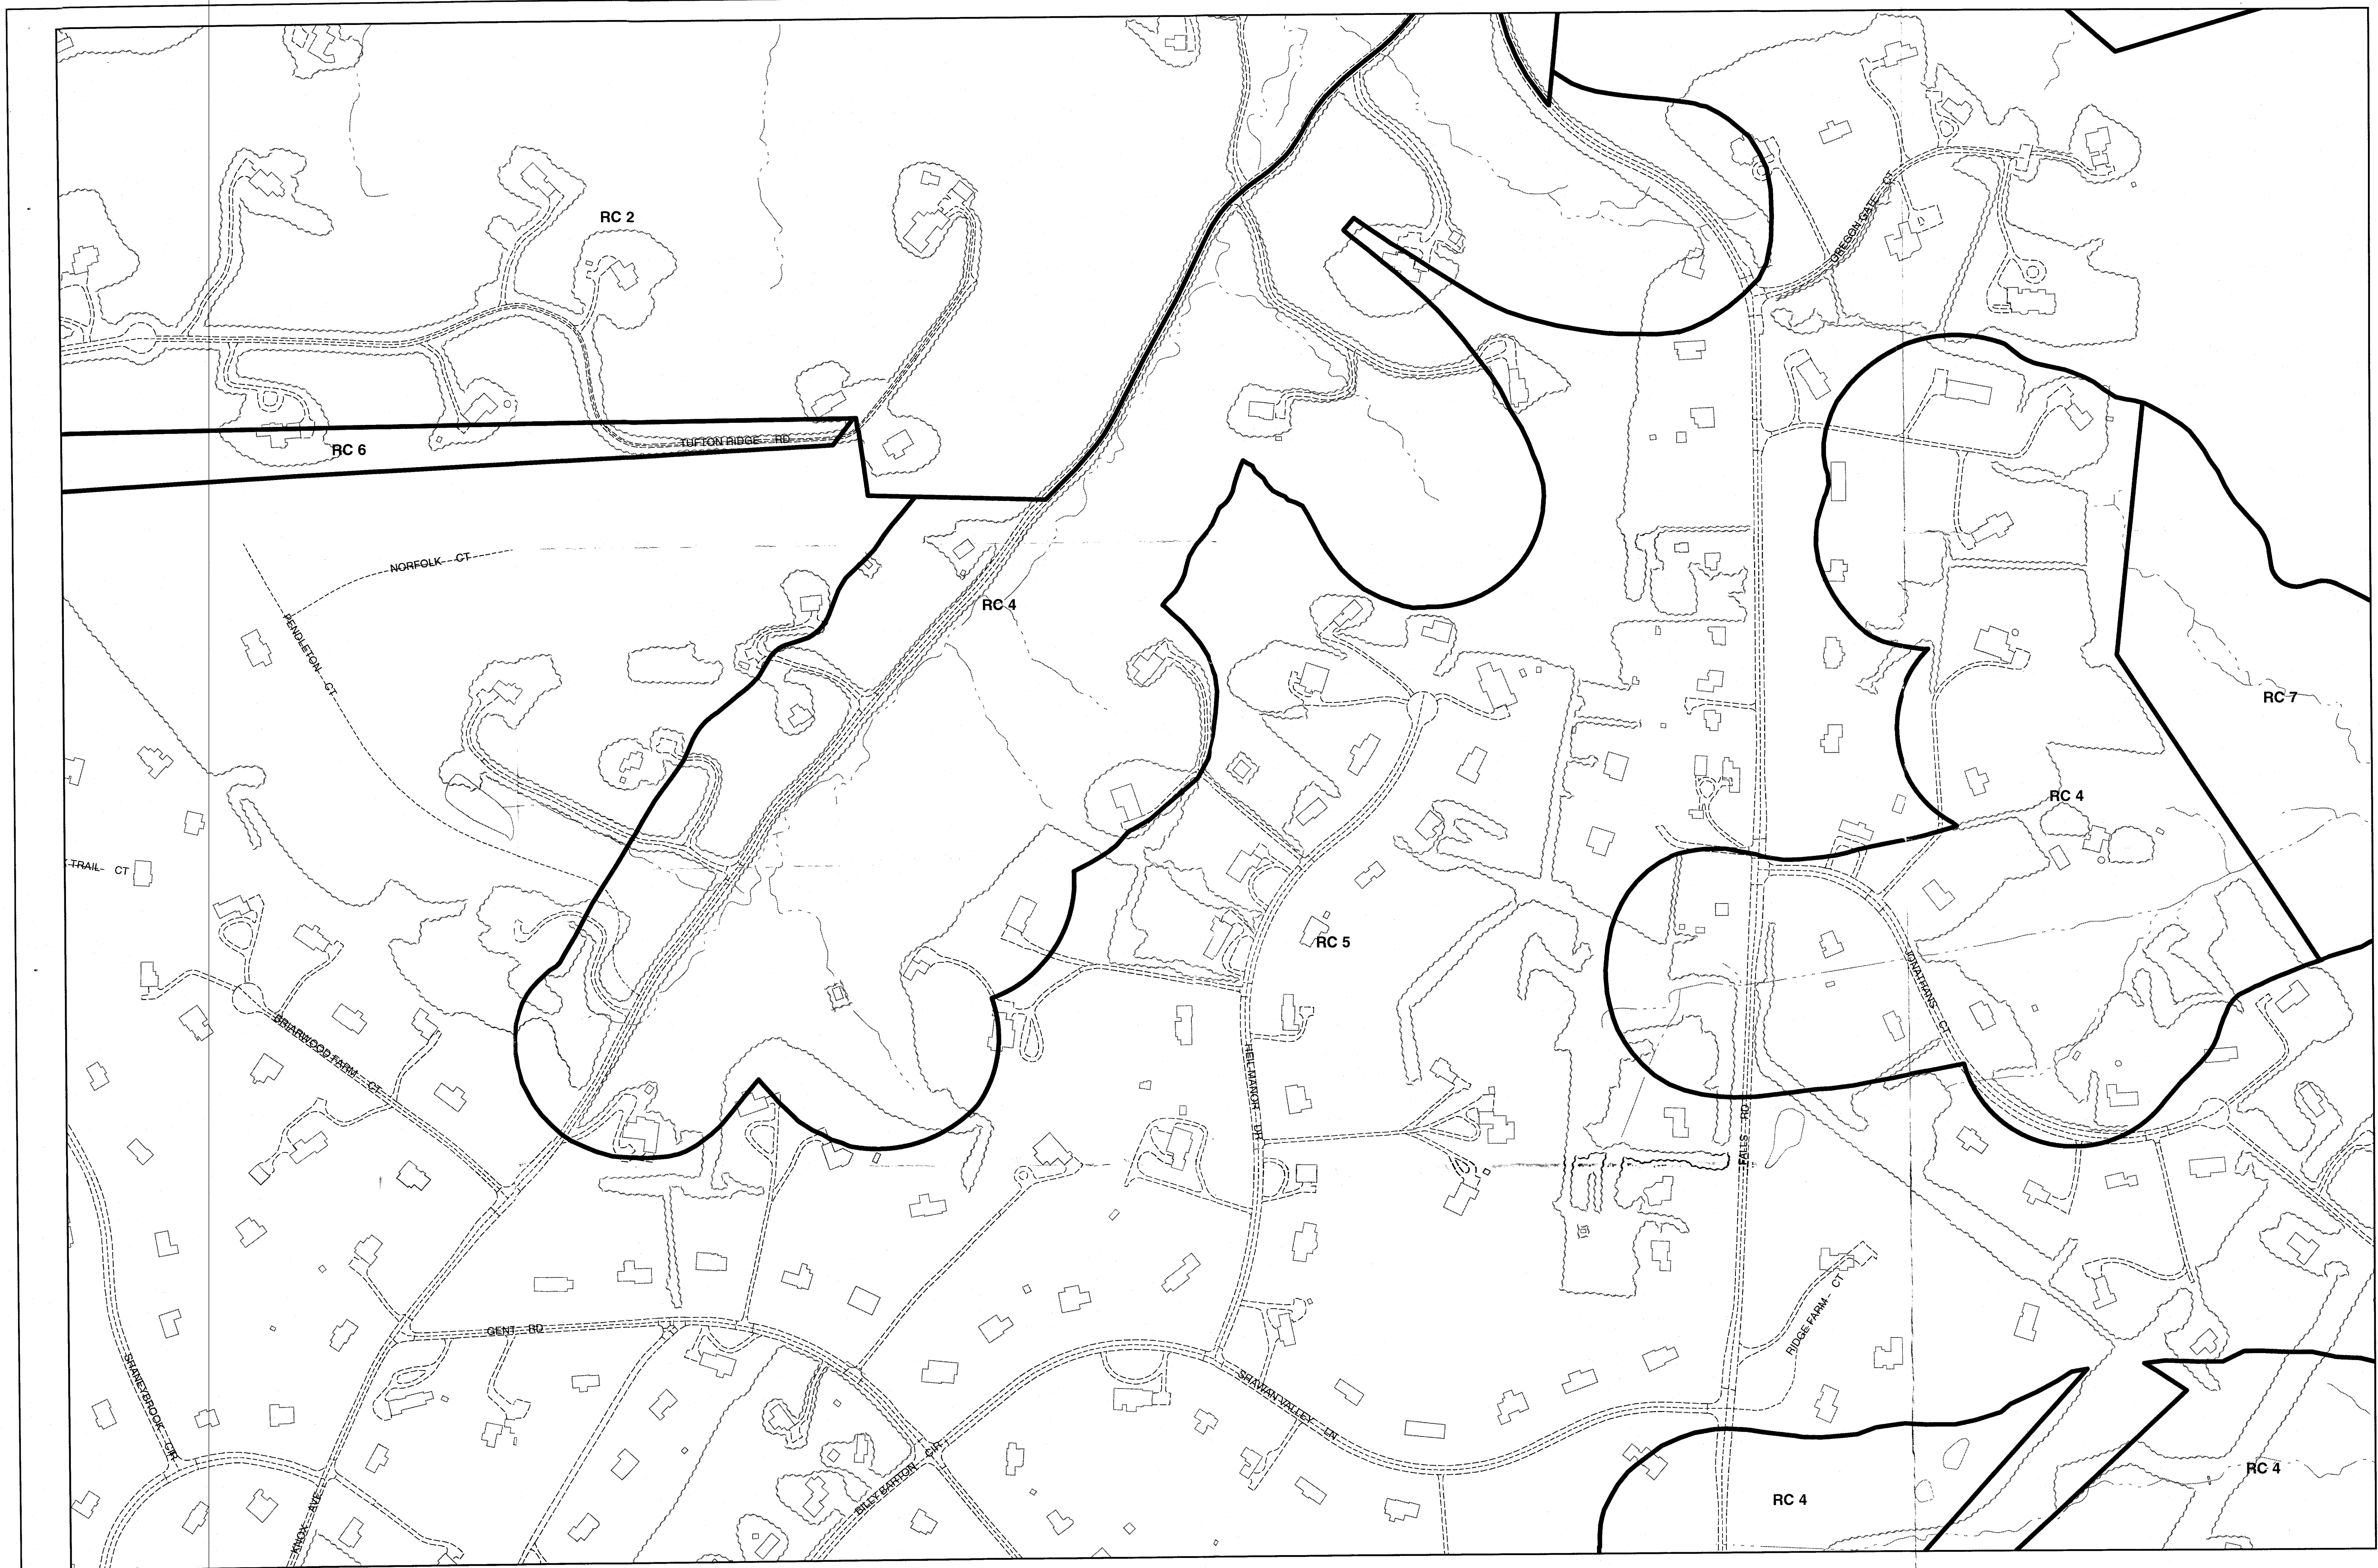 RC 2
OREGON GATE CT
RC 6
TUFTON RIDGE RD
NORFOLK CT
RC 4
PENDLETON CT
RC 7
RC 4
TRAIL CT
RC 5
JONATHANS CT
BRIARWOOD FARM CT
HEIL MANOR DR
FALLS RD
RIDGE FARM CT
GENT RD
SHANEYBROOK CIR
SHAWAN VALLEY LN
BILLY BARTON CIR
RC 4
RC 4
KNOX AVE